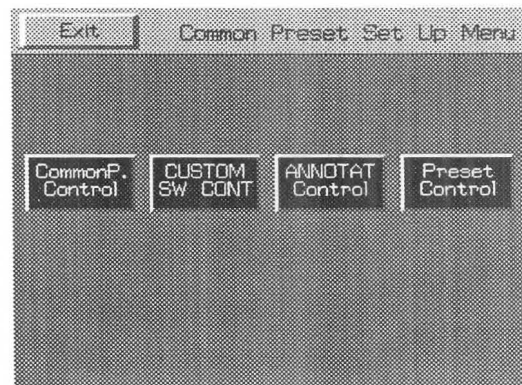 Exit
Common Preset Set Up Menu
CommonP.
Control
CUSTOM
SW CONT
ANNOTAT
Control
Preset
Control